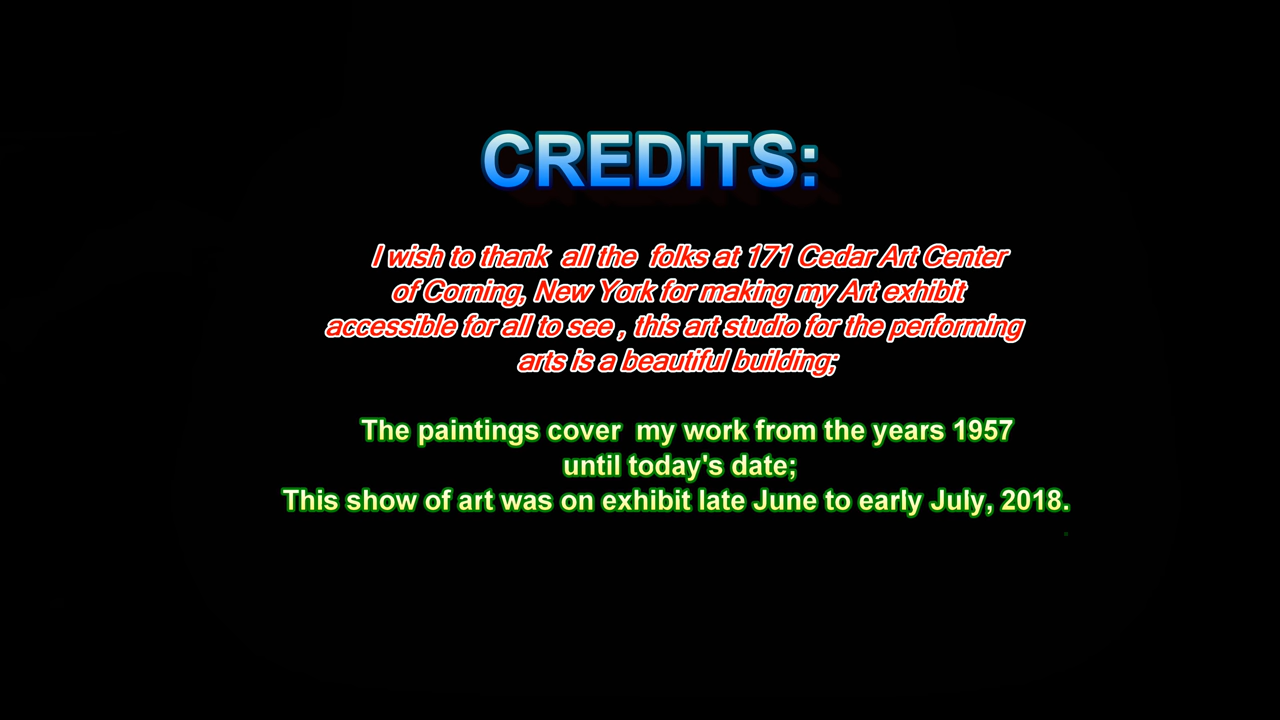 CREDITS:
I wish to thank  all the  folks at 171 Cedar Art Center
of Corning, New York for making my Art exhibit
accessible for all to see , this art studio for the performing
arts is a beautiful building;
The paintings cover  my work from the years 1957
until today's date;
This show of art was on exhibit late June to early July, 2018.
.